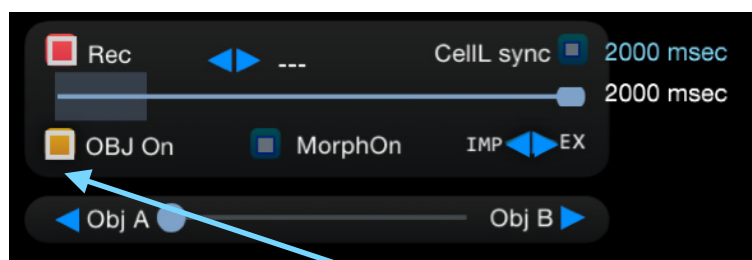 Rec --- CellL sync 2000 msec
2000 msec
OBJ On MorphOn IMP EX
Obj A Obj B